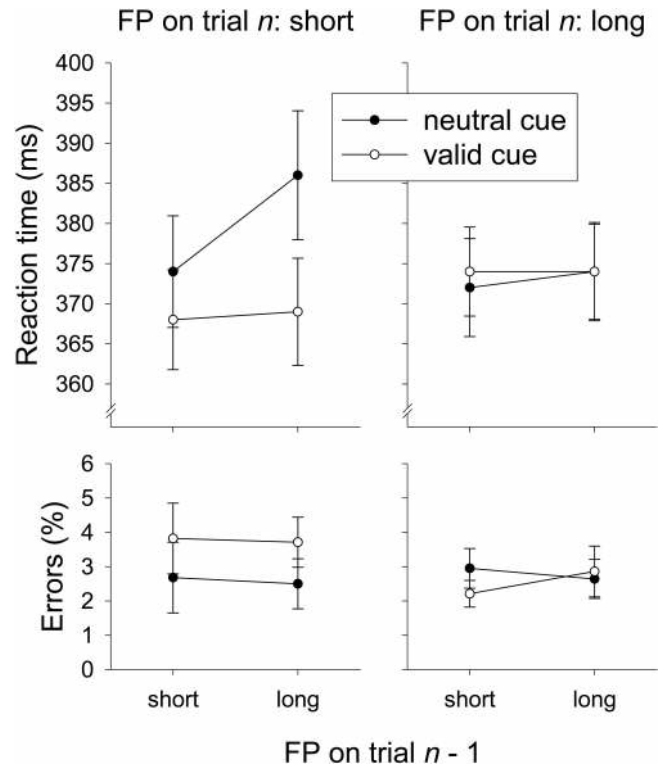 FP on trial n: short
FP on trial n: long
400
395
390
385
380
375
370
365
360
Reaction time (ms)
neutral cue
valid cue
6
5
4
3
2
1
0
Errors (%)
short
long
short
long
FP on trial n - 1